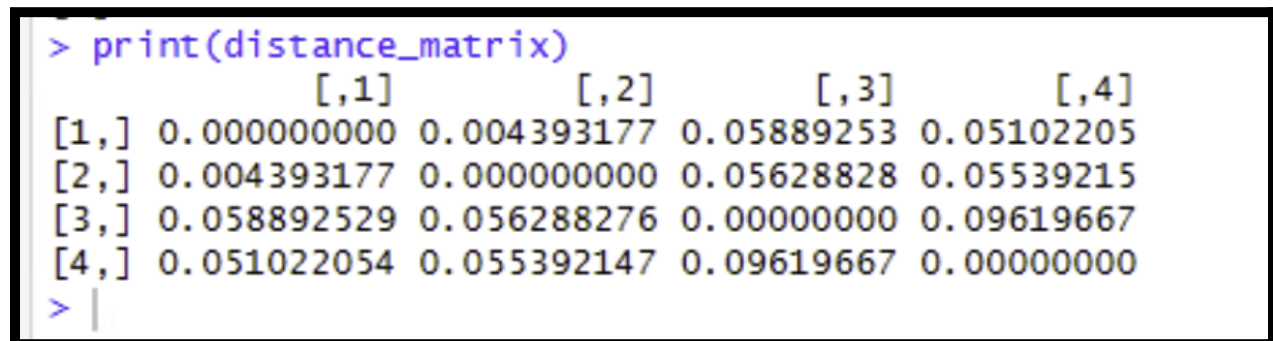 > print(distance_matrix)
[,1] [,2] [,3] [,4]
[1,] 0.000000000 0.004393177 0.05889253 0.05102205
[2,] 0.004393177 0.000000000 0.05628828 0.05539215
[3,] 0.058892529 0.056288276 0.00000000 0.09619667
[4,] 0.051022054 0.055392147 0.09619667 0.00000000
>